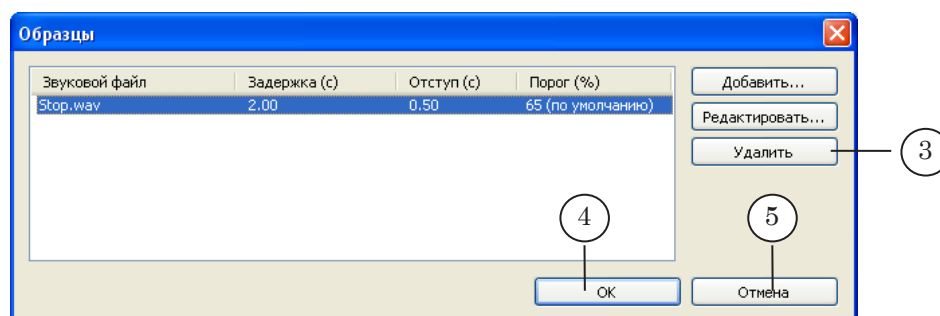 Образцы
Звуковой файл Задержка (с) Отступ (с) Порог (%)
Stop.wav 2.00 0.50 65 (по умолчанию)
Добавить...
Редактировать...
Удалить
3
4
5
OK
Отмена